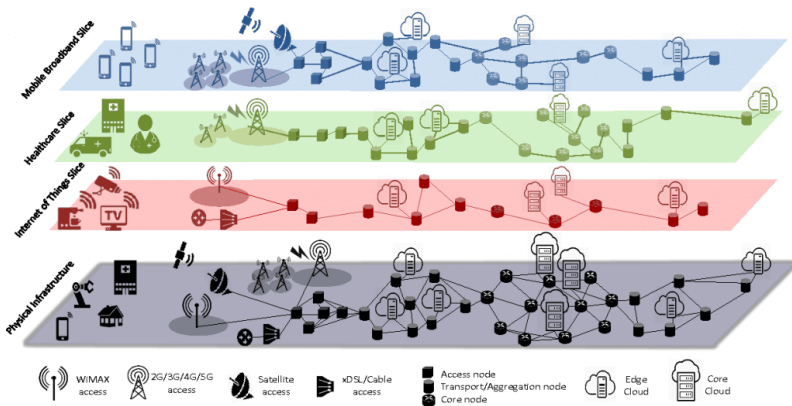 Mobile Broadband Slice
Healthcare Slice
Internet of Things Slice
TV
Physical Infrastructure
WiMAX
access
2G/3G/4G/5G
access
Satellite
access
xDSL/Cable
access
Access node
Transport/Aggregation node
Core node
Edge
Cloud
Core
Cloud